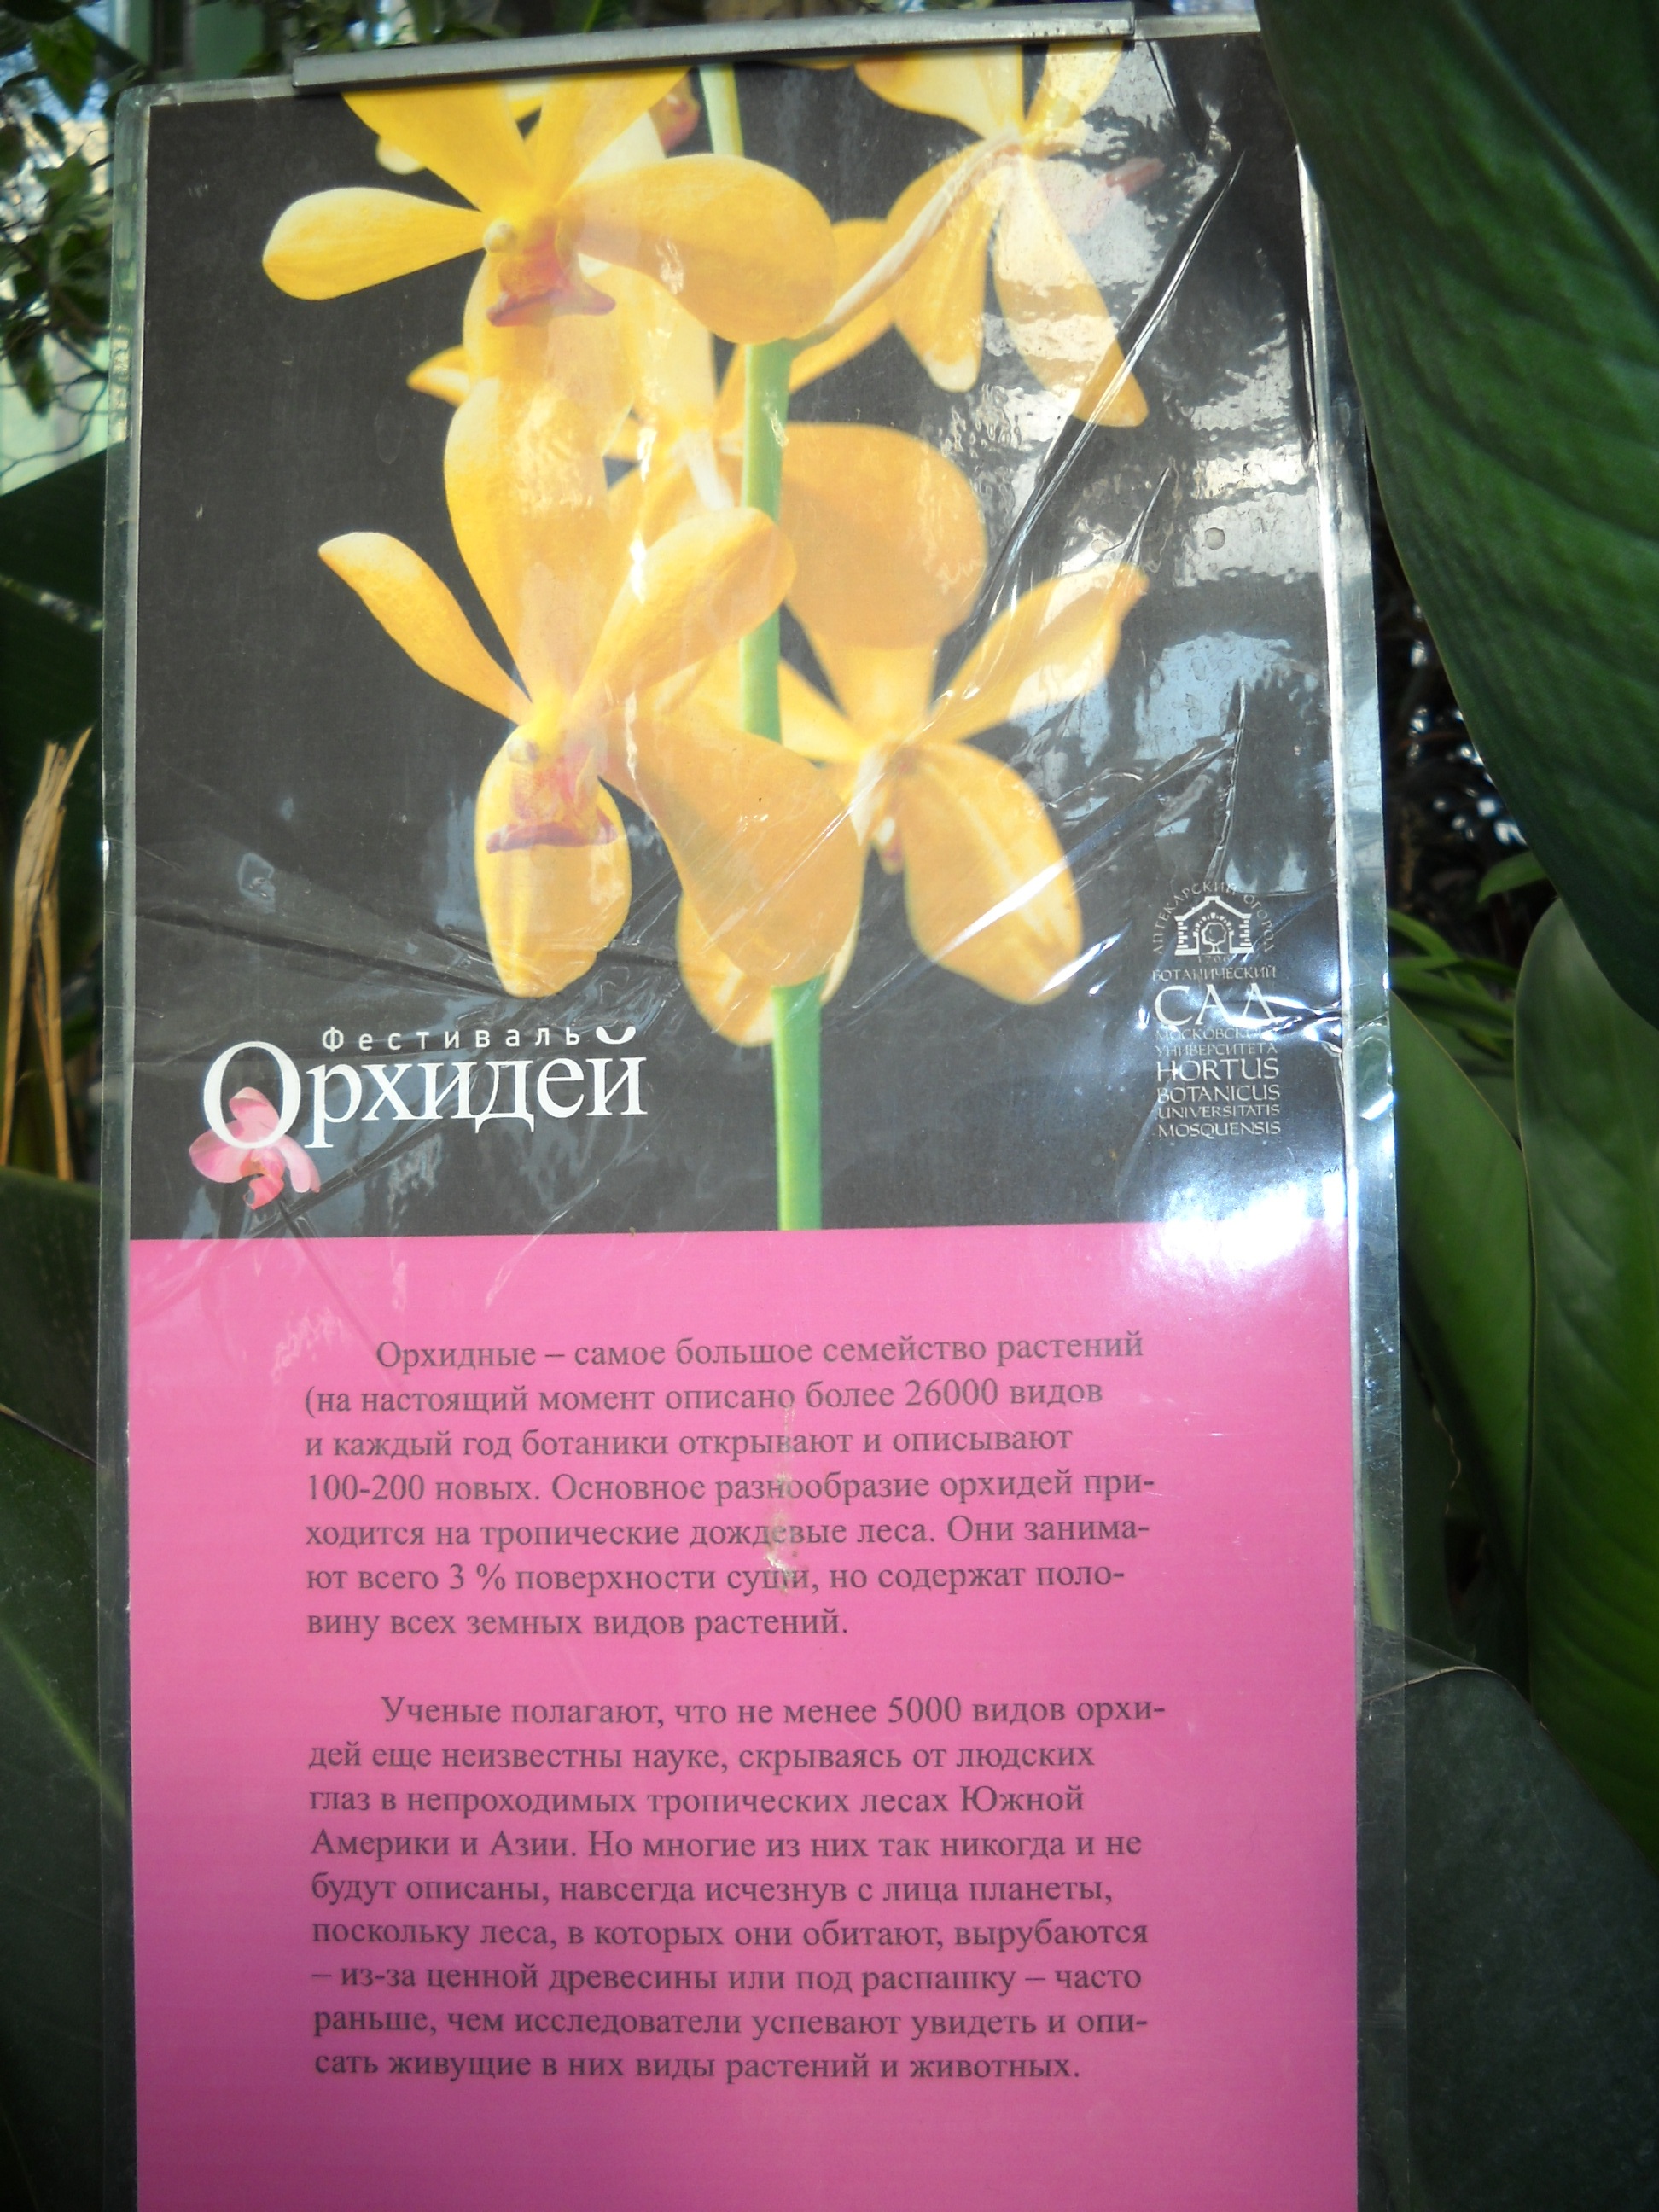 Фестиваль
Орхидей
АПТЕКАРСКИЙ ОГОРОД
1706
БОТАНИЧЕСКИЙ
САД
МОСКОВСКОГО
УНИВЕРСИТЕТА
HORTUS
BOTANICUS
UNIVERSITATIS
MOSQUENSIS
Орхидные – самое большое семейство растений
(на настоящий момент описано более 26000 видов
и каждый год ботаники открывают и описывают
100-200 новых. Основное разнообразие орхидей при-
ходится на тропические дождевые леса. Они занима-
ют всего 3 % поверхности суши, но содержат поло-
вину всех земных видов растений.
Ученые полагают, что не менее 5000 видов орхи-
дей еще неизвестны науке, скрываясь от людских
глаз в непроходимых тропических лесах Южной
Америки и Азии. Но многие из них так никогда и не
будут описаны, навсегда исчезнув с лица планеты,
поскольку леса, в которых они обитают, вырубаются
– из-за ценной древесины или под распашку – часто
раньше, чем исследователи успевают увидеть и опи-
сать живущие в них виды растений и животных.